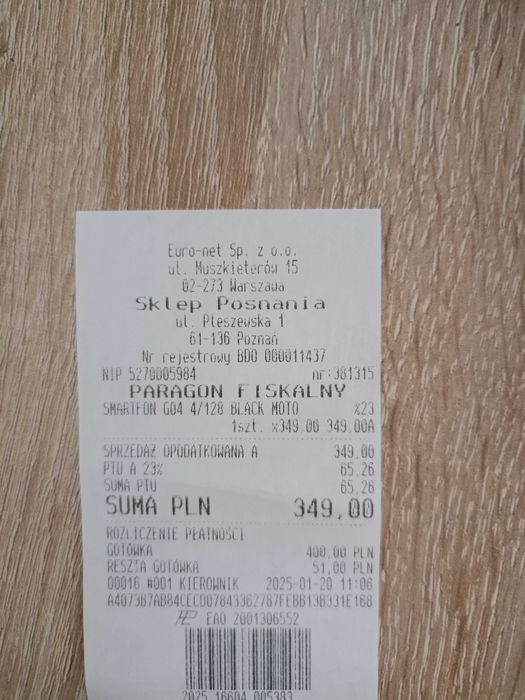 Euro-net Sp. z o.o.
ul. Muszkieterów 15
02-273 Warszawa
Sklep Posnania
ul. Pleszewska 1
61-136 Poznań
Nr rejestrowy BDO 000011437
NIP 5270005984 nr:381315
PARAGON FISKALNY
SMARTFON G04 4/128 BLACK MOTO %23
1szt. x349.00 349,00A
SPRZEDAŻ OPODATKOWANA A 349,00
PTU A 23% 65,26
SUMA PTU 65,26
SUMA PLN 349,00
ROZLICZENIE PŁATNOŚCI
GOTÓWKA 400,00 PLN
RESZTA GOTÓWKA 51,00 PLN
00016 #001 KIEROWNIK 2025-01-20 11:06
A4073B7AB84CECD07843362787FEBB13B331E168
EAO 2001306552
2025 16604 005383